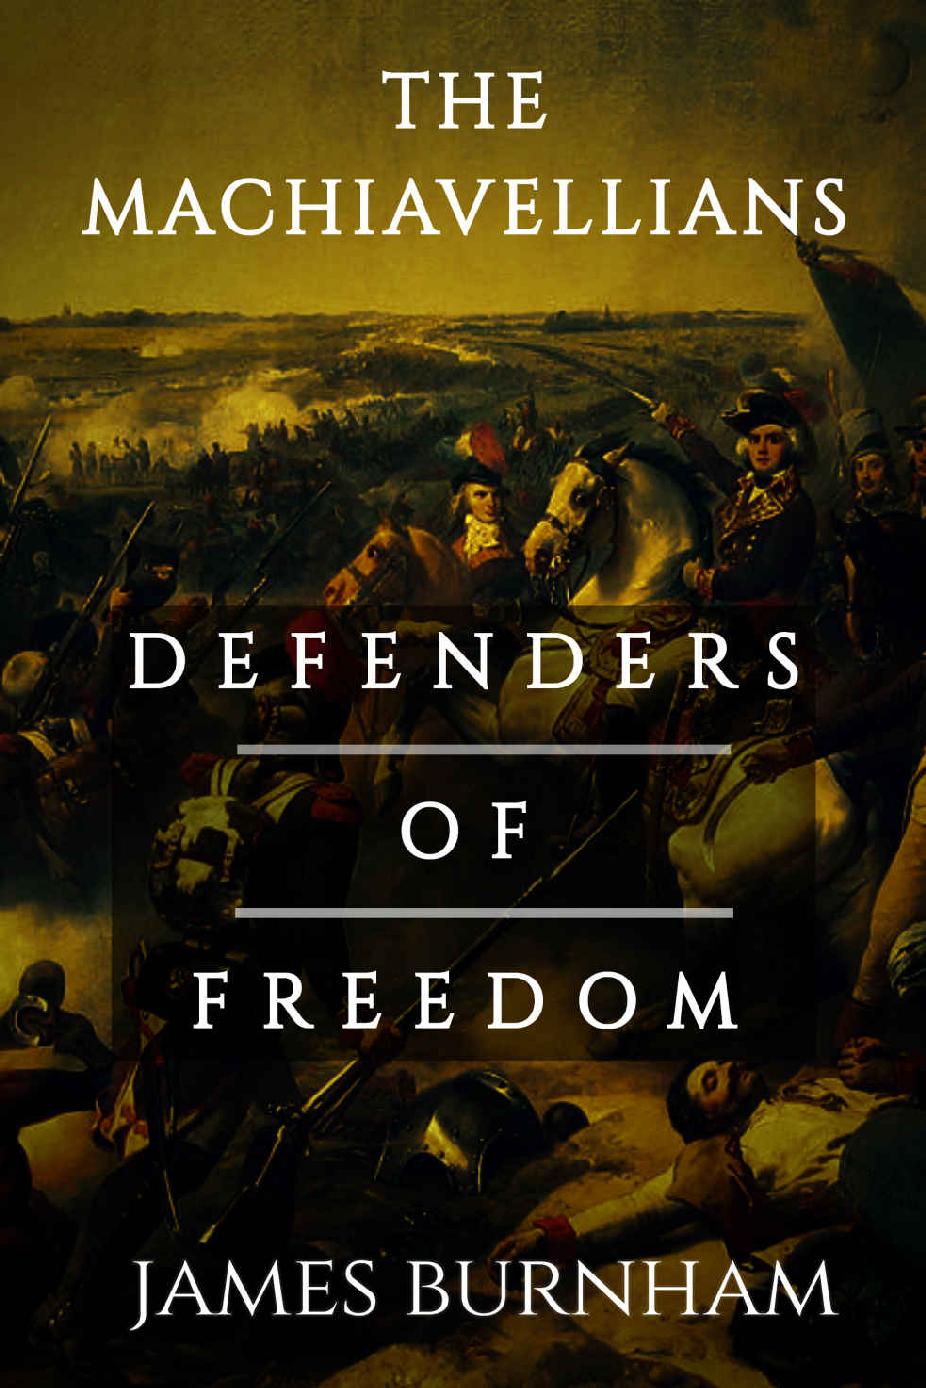 THE
MACHIAVELLIANS
DEFENDERS
OF
FREEDOM
JAMES BURNHAM